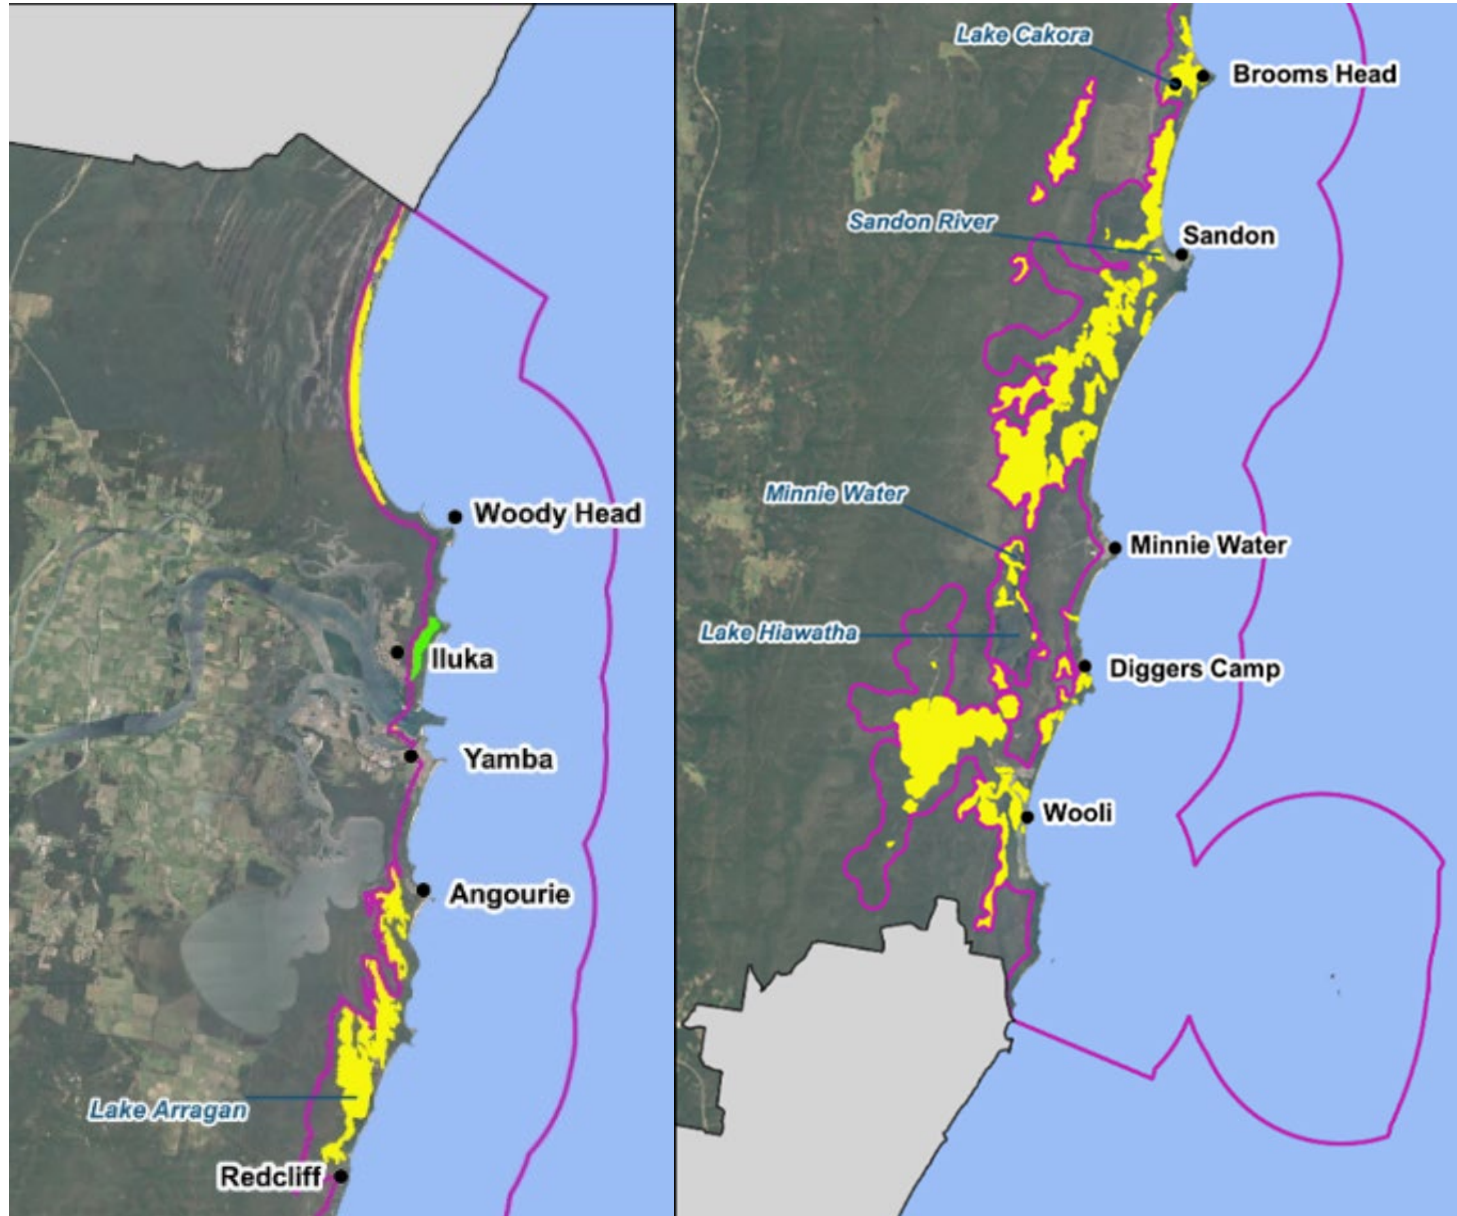 Woody Head
Iluka
Yamba
Angourie
Lake Arragan
Redcliff
Lake Cakora
Brooms Head
Sandon River
Sandon
Minnie Water
Minnie Water
Lake Hiawatha
Diggers Camp
Wooli